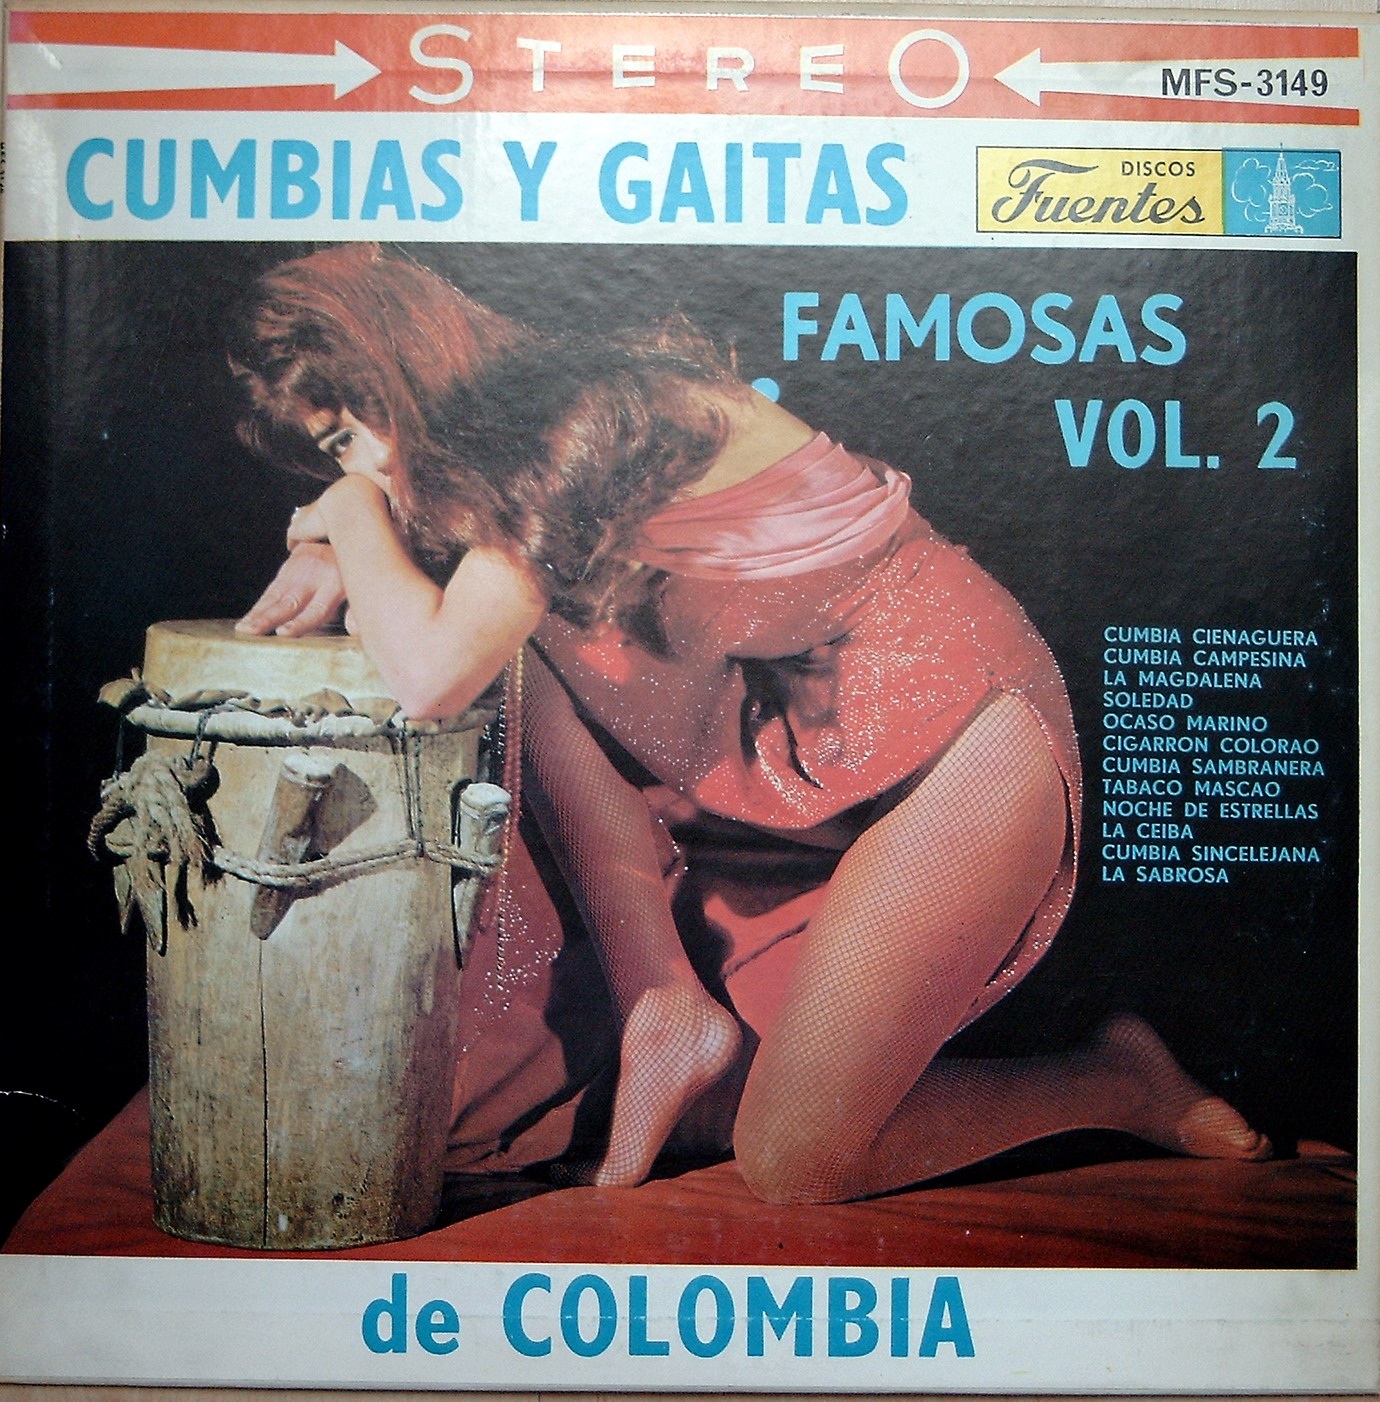 STEREO
MFS-3149
CUMBIAS Y GAITAS
DISCOS
Fuentes
FAMOSAS
VOL. 2
CUMBIA CIENAGUERA
CUMBIA CAMPESINA
LA MAGDALENA
SOLEDAD
OCASO MARINO
CIGARRON COLORAO
CUMBIA SAMBRANERA
TABACO MASCAO
NOCHE DE ESTRELLAS
LA CEIBA
CUMBIA SINCELEJANA
LA SABROSA
de COLOMBIA